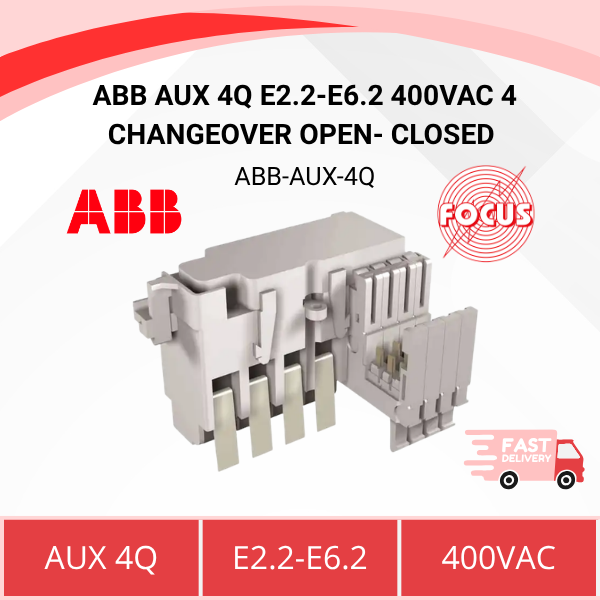 ABB AUX 4Q E2.2-E6.2 400VAC 4
CHANGEOVER OPEN- CLOSED
ABB-AUX-4Q
ABB
FOCUS
FAST
DELIVERY
AUX 4Q
E2.2-E6.2
400VAC